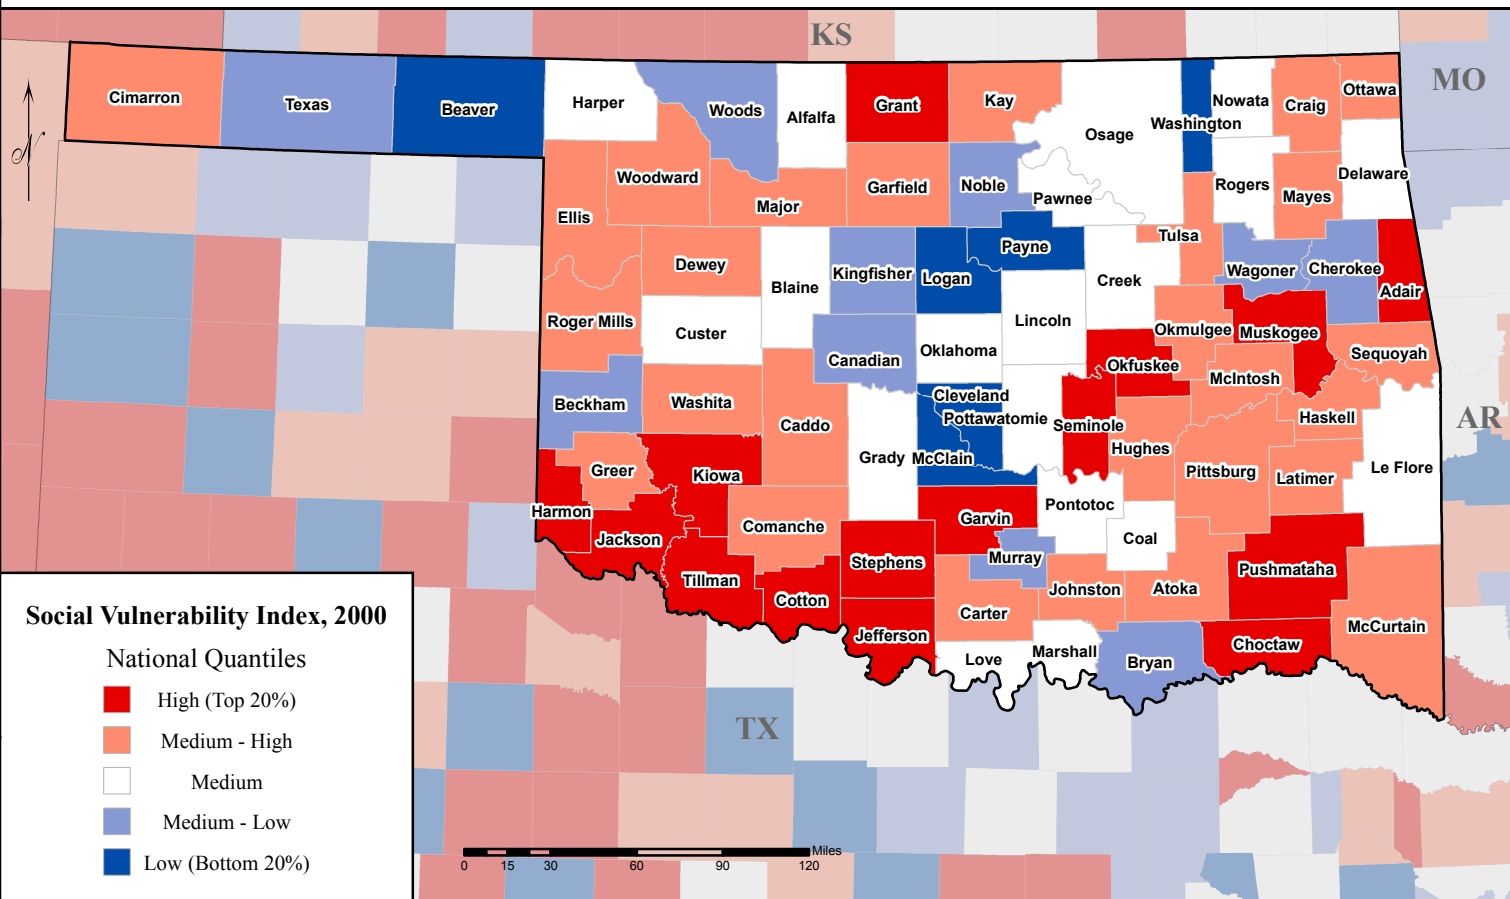 KS
MO
Cimarron
Texas
Beaver
Harper
Woods
Alfalfa
Grant
Kay
Osage
Washington
Nowata
Craig
Ottawa
Woodward
Ellis
Major
Garfield
Noble
Pawnee
Rogers
Mayes
Delaware
Dewey
Blaine
Kingfisher
Logan
Payne
Creek
Tulsa
Wagoner
Cherokee
Adair
Roger Mills
Custer
Canadian
Oklahoma
Lincoln
Okmulgee
Muskogee
Sequoyah
Okfuskee
McIntosh
Beckham
Washita
Caddo
Cleveland
Pottawatomie
Seminole
Haskell
AR
Hughes
Grady
McClain
Greer
Kiowa
Pittsburg
Latimer
Le Flore
Harmon
Jackson
Comanche
Garvin
Pontotoc
Coal
Tillman
Stephens
Murray
Pushmataha
Cotton
Johnston
Atoka
Carter
McCurtain
Jefferson
Love
Marshall
Bryan
Choctaw
TX
N
Social Vulnerability Index, 2000
National Quantiles
High (Top 20%)
Medium - High
Medium
Medium - Low
Low (Bottom 20%)
Miles
0 15 30 60 90 120